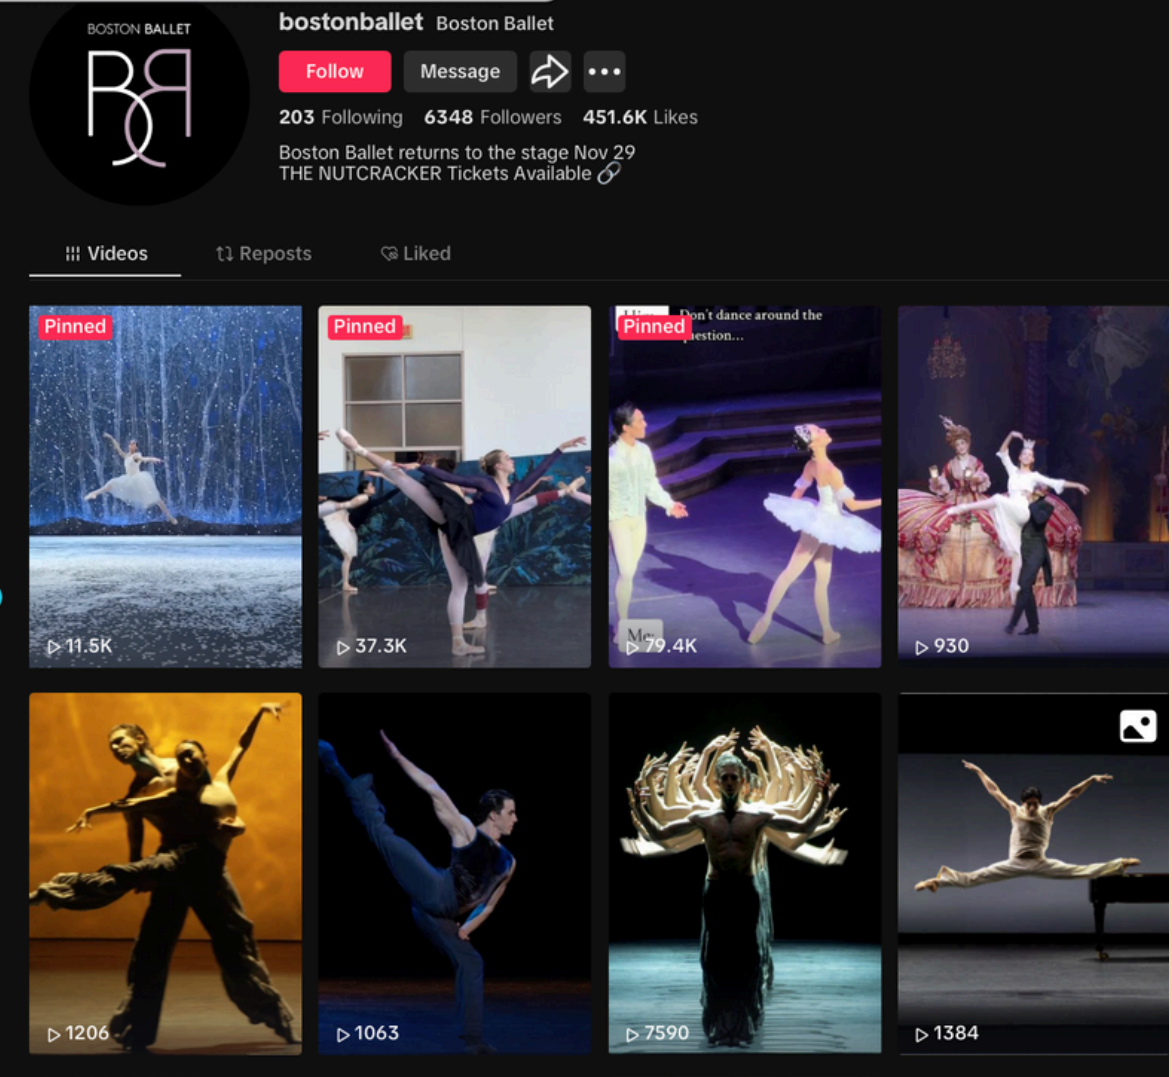 BOSTON BALLET
bostonballet Boston Ballet
Follow Message
203 Following 6348 Followers 451.6K Likes
Boston Ballet returns to the stage Nov 29
THE NUTCRACKER Tickets Available
Videos Reposts Liked
Pinned
Pinned
Pinned
Don't dance around the
question...
Me:
11.5K
37.3K
79.4K
930
1206
1063
7590
1384